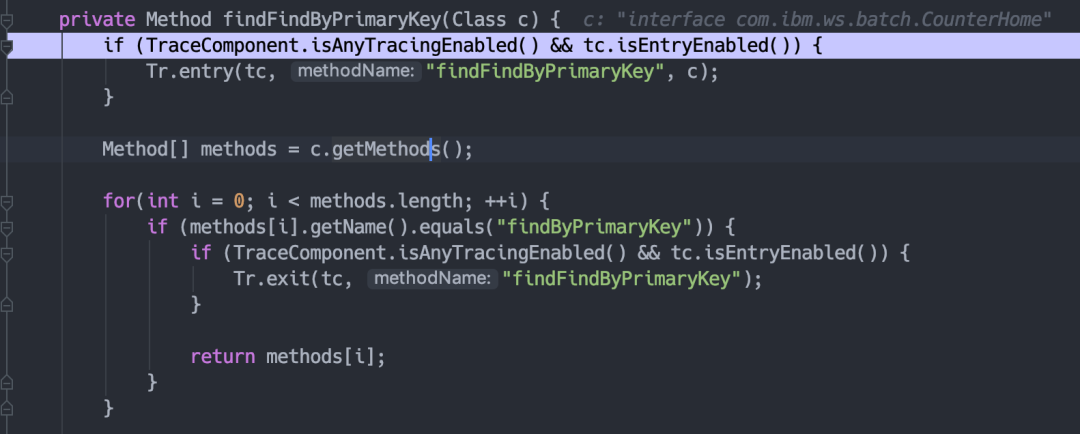 private Method findFindByPrimaryKey(Class c) {  c: "interface com.ibm.ws.batch.CounterHome"
if (TraceComponent.isAnyTracingEnabled() && tc.isEntryEnabled()) {
Tr.entry(tc, methodName: "findFindByPrimaryKey", c);
}
Method[] methods = c.getMethods();
for(int i = 0; i < methods.length; ++i) {
if (methods[i].getName().equals("findByPrimaryKey")) {
if (TraceComponent.isAnyTracingEnabled() && tc.isEntryEnabled()) {
Tr.exit(tc, methodName: "findFindByPrimaryKey");
}
return methods[i];
}
}